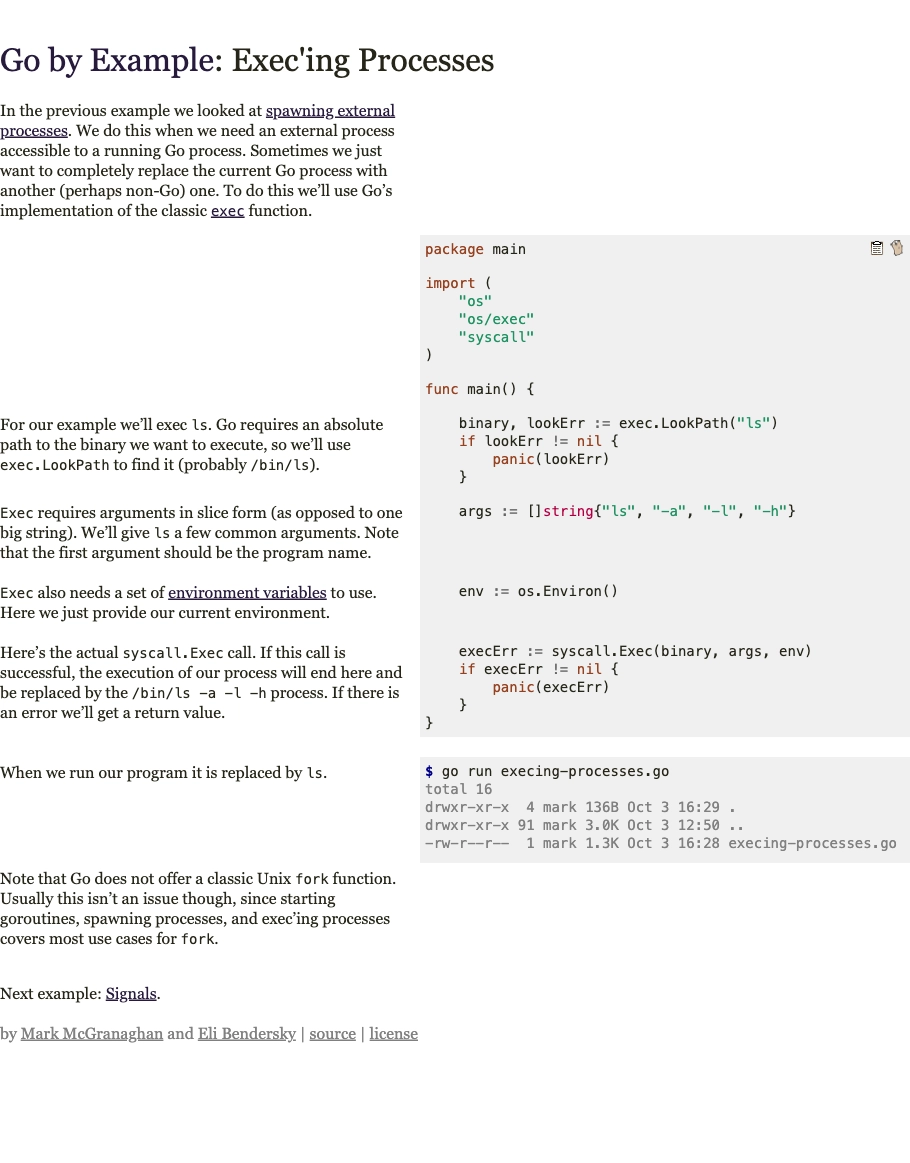 Go by Example: Exec'ing Processes
In the previous example we looked at spawning external
processes. We do this when we need an external process
accessible to a running Go process. Sometimes we just
want to completely replace the current Go process with
another (perhaps non-Go) one. To do this we’ll use Go’s
implementation of the classic exec function.
package main
import (
    "os"
    "os/exec"
    "syscall"
)
func main() {
For our example we’ll exec ls. Go requires an absolute
path to the binary we want to execute, so we’ll use
exec.LookPath to find it (probably /bin/ls).
    binary, lookErr := exec.LookPath("ls")
    if lookErr != nil {
        panic(lookErr)
    }
Exec requires arguments in slice form (as opposed to one
big string). We’ll give ls a few common arguments. Note
that the first argument should be the program name.
    args := []string{"ls", "-a", "-l", "-h"}
Exec also needs a set of environment variables to use.
Here we just provide our current environment.
    env := os.Environ()
Here’s the actual syscall.Exec call. If this call is
successful, the execution of our process will end here and
be replaced by the /bin/ls -a -l -h process. If there is
an error we’ll get a return value.
    execErr := syscall.Exec(binary, args, env)
    if execErr != nil {
        panic(execErr)
    }
}
When we run our program it is replaced by ls.
$ go run execing-processes.go
total 16
drwxr-xr-x  4 mark 136B Oct 3 16:29 .
drwxr-xr-x 91 mark 3.0K Oct 3 12:50 ..
-rw-r--r--  1 mark 1.3K Oct 3 16:28 execing-processes.go
Note that Go does not offer a classic Unix fork function.
Usually this isn’t an issue though, since starting
goroutines, spawning processes, and exec’ing processes
covers most use cases for fork.
Next example: Signals.
by Mark McGranaghan and Eli Bendersky | source | license